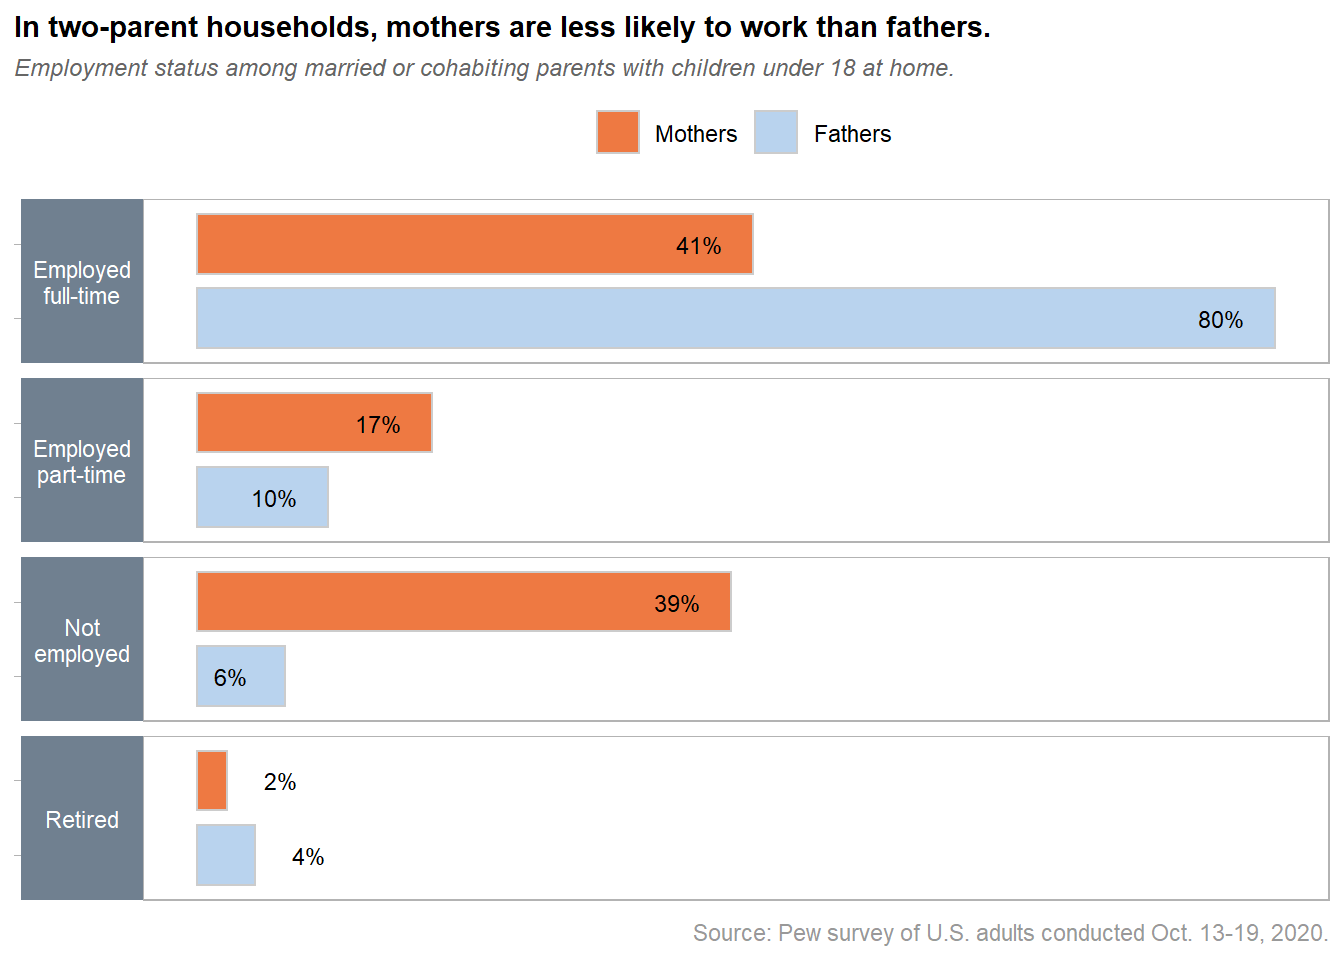 In two-parent households, mothers are less likely to work than fathers.
Employment status among married or cohabiting parents with children under 18 at home.
Mothers
Fathers
Employed
full-time
41%
80%
Employed
part-time
17%
10%
Not
employed
39%
6%
Retired
2%
4%
Source: Pew survey of U.S. adults conducted Oct. 13-19, 2020.